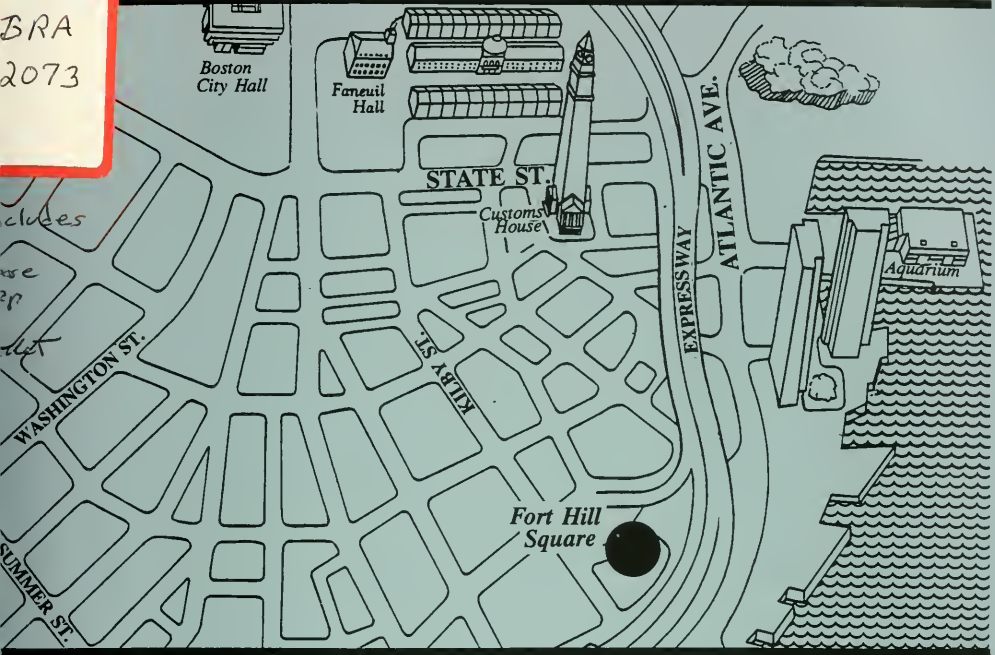 BRA
2073
Boston
City Hall
Faneuil
Hall
STATE ST.
Customs
House
ATLANTIC AVE.
EXPRESSWAY
Aquarium
WASHINGTON ST.
KILBY ST.
Fort Hill
Square
SUMMER ST.